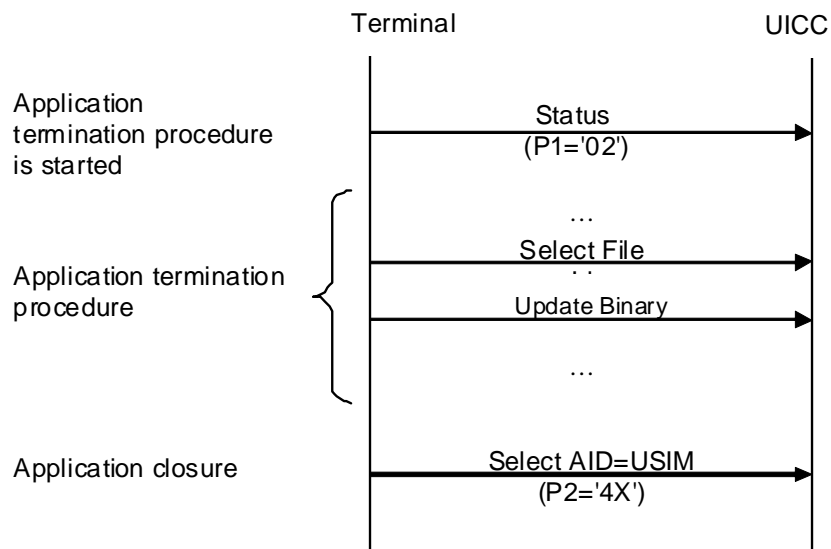 Terminal UICC
Application
termination procedure
is started
Status
(P1='02')
...
Select File
. .
Application termination
procedure
Update Binary
...
Application closure
Select AID=USIM
(P2='4X')